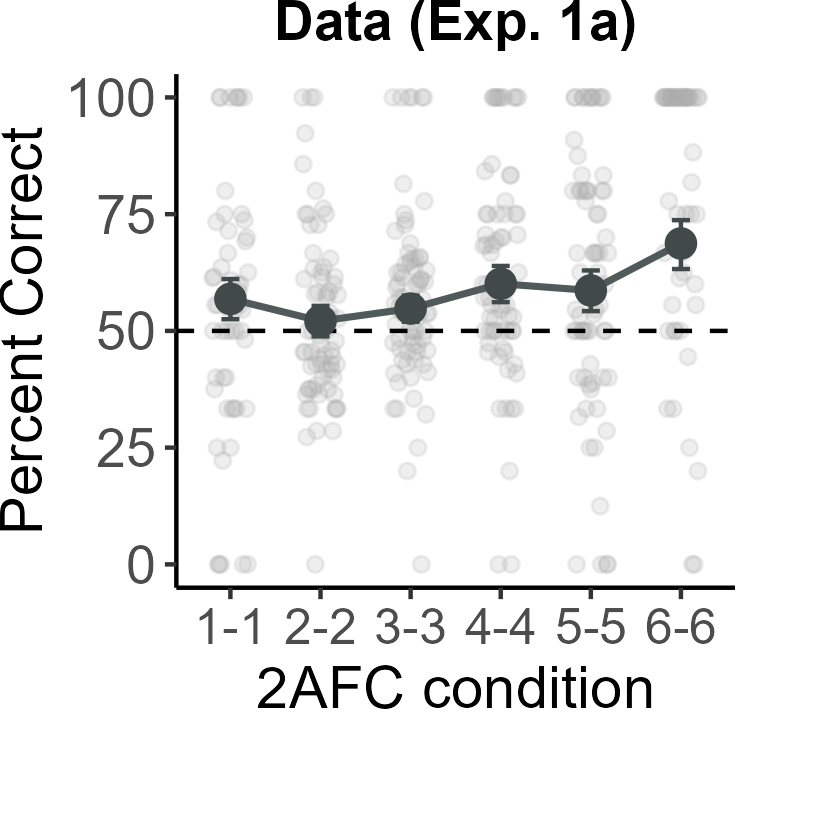 Data (Exp. 1a)
Percent Correct
100
75
50
25
0
1-1 2-2 3-3 4-4 5-5 6-6
2AFC condition